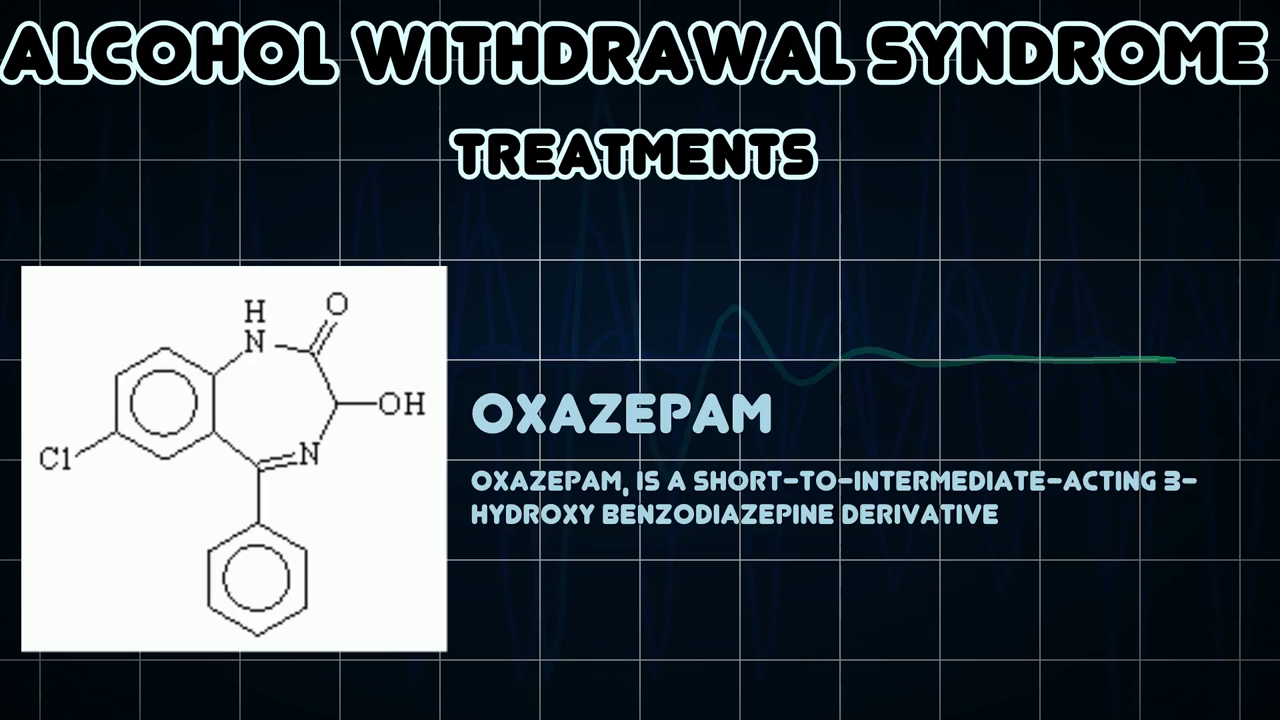 ALCOHOL WITHDRAWAL SYNDROME
TREATMENTS
H
N
O
OH
N
Cl
OXAZEPAM
OXAZEPAM, IS A SHORT-TO-INTERMEDIATE-ACTING 3-
HYDROXY BENZODIAZEPINE DERIVATIVE